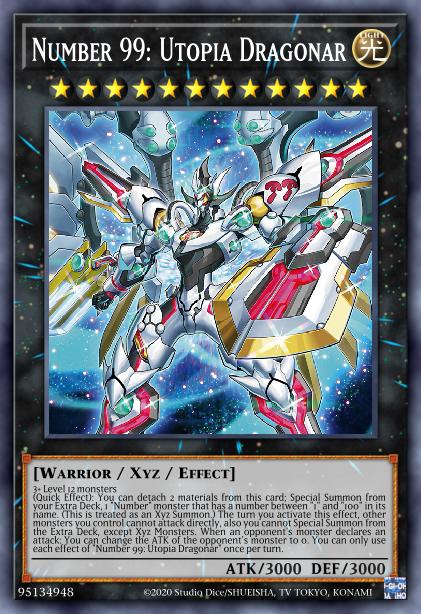 Number 99: Utopia Dragonar
LIGHT
光
[Warrior / Xyz / Effect]
3+ Level 12 monsters
(Quick Effect): You can detach 2 materials from this card; Special Summon from
your Extra Deck, 1 "Number" monster that has a number between "1" and "100" in its
name. (This is treated as an Xyz Summon.) The turn you activate this effect, other
monsters you control cannot attack directly, also you cannot Special Summon from
the Extra Deck, except Xyz Monsters. When an opponent's monster declares an
attack: You can change the ATK of the opponent's monster to 0. You can only use
each effect of "Number 99: Utopia Dragonar" once per turn.
ATK/3000 DEF/3000
95134948
©2020 Studio Dice/SHUEISHA, TV TOKYO, KONAMI